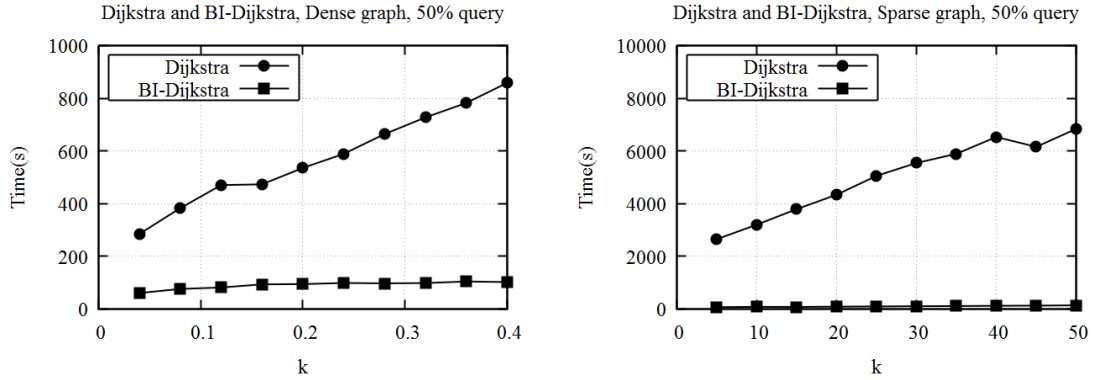 Dijkstra and BI-Dijkstra, Dense graph, 50% query
1000
800
600
400
200
0
Time(s)
Dijkstra
BI-Dijkstra
0
0.1
0.2
0.3
0.4
k
Dijkstra and BI-Dijkstra, Sparse graph, 50% query
10000
8000
6000
4000
2000
0
Time(s)
Dijkstra
BI-Dijkstra
0
10
20
30
40
50
k